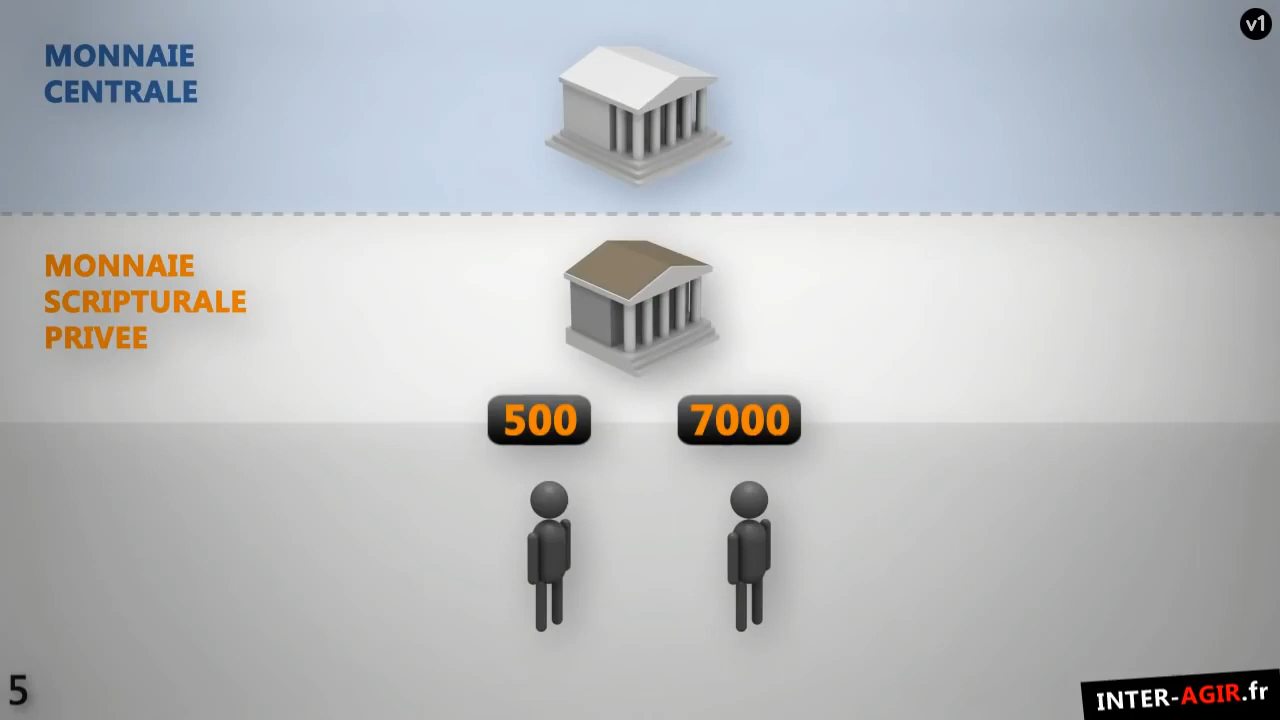 v1
MONNAIE
CENTRALE
MONNAIE
SCRIPTURALE
PRIVEE
500
7000
5
INTER-AGIR.fr